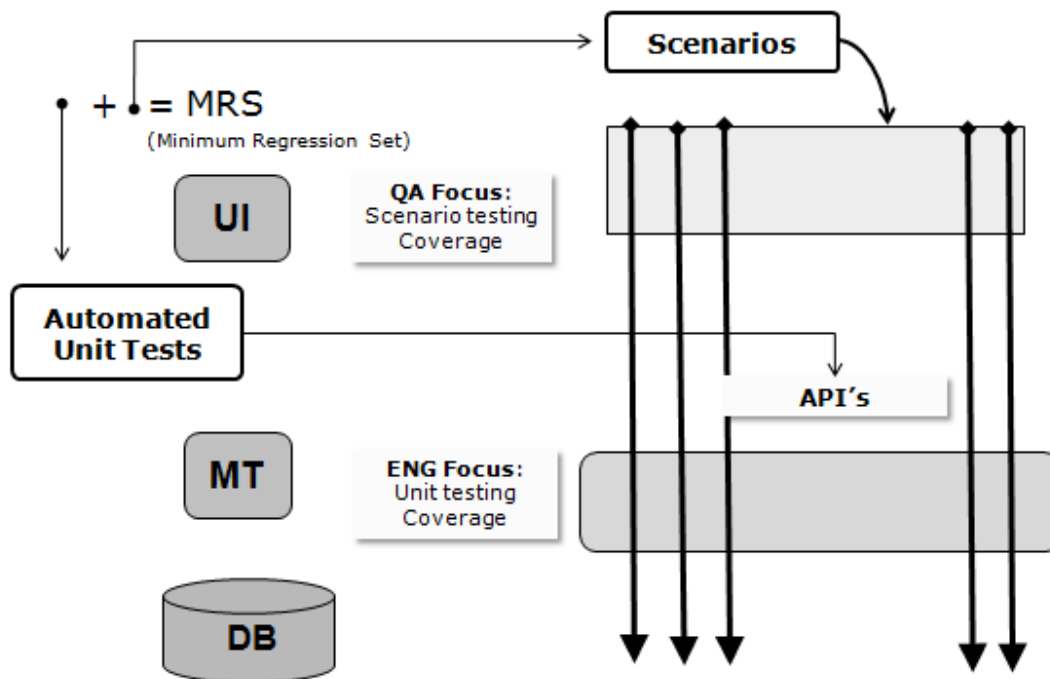 Scenarios
+ = MRS
(Minimum Regression Set)
UI
QA Focus:
Scenario testing
Coverage
Automated
Unit Tests
API's
MT
ENG Focus:
Unit testing
Coverage
DB